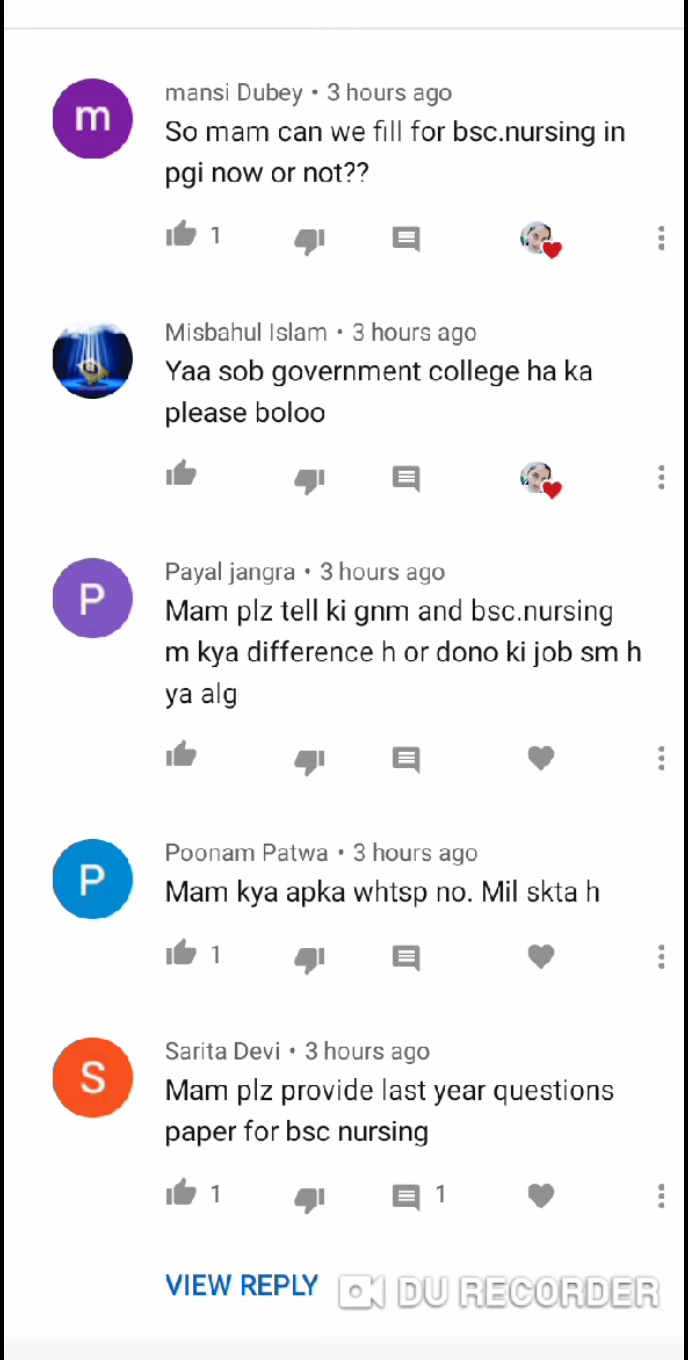 m
mansi Dubey • 3 hours ago
So mam can we fill for bsc.nursing in
pgi now or not??
1
Misbahul Islam • 3 hours ago
Yaa sob government college ha ka
please boloo
P
Payal jangra • 3 hours ago
Mam plz tell ki gnm and bsc.nursing
m kya difference h or dono ki job sm h
ya alg
P
Poonam Patwa • 3 hours ago
Mam kya apka whtsp no. Mil skta h
1
S
Sarita Devi • 3 hours ago
Mam plz provide last year questions
paper for bsc nursing
1 1
VIEW REPLY DU RECORDER